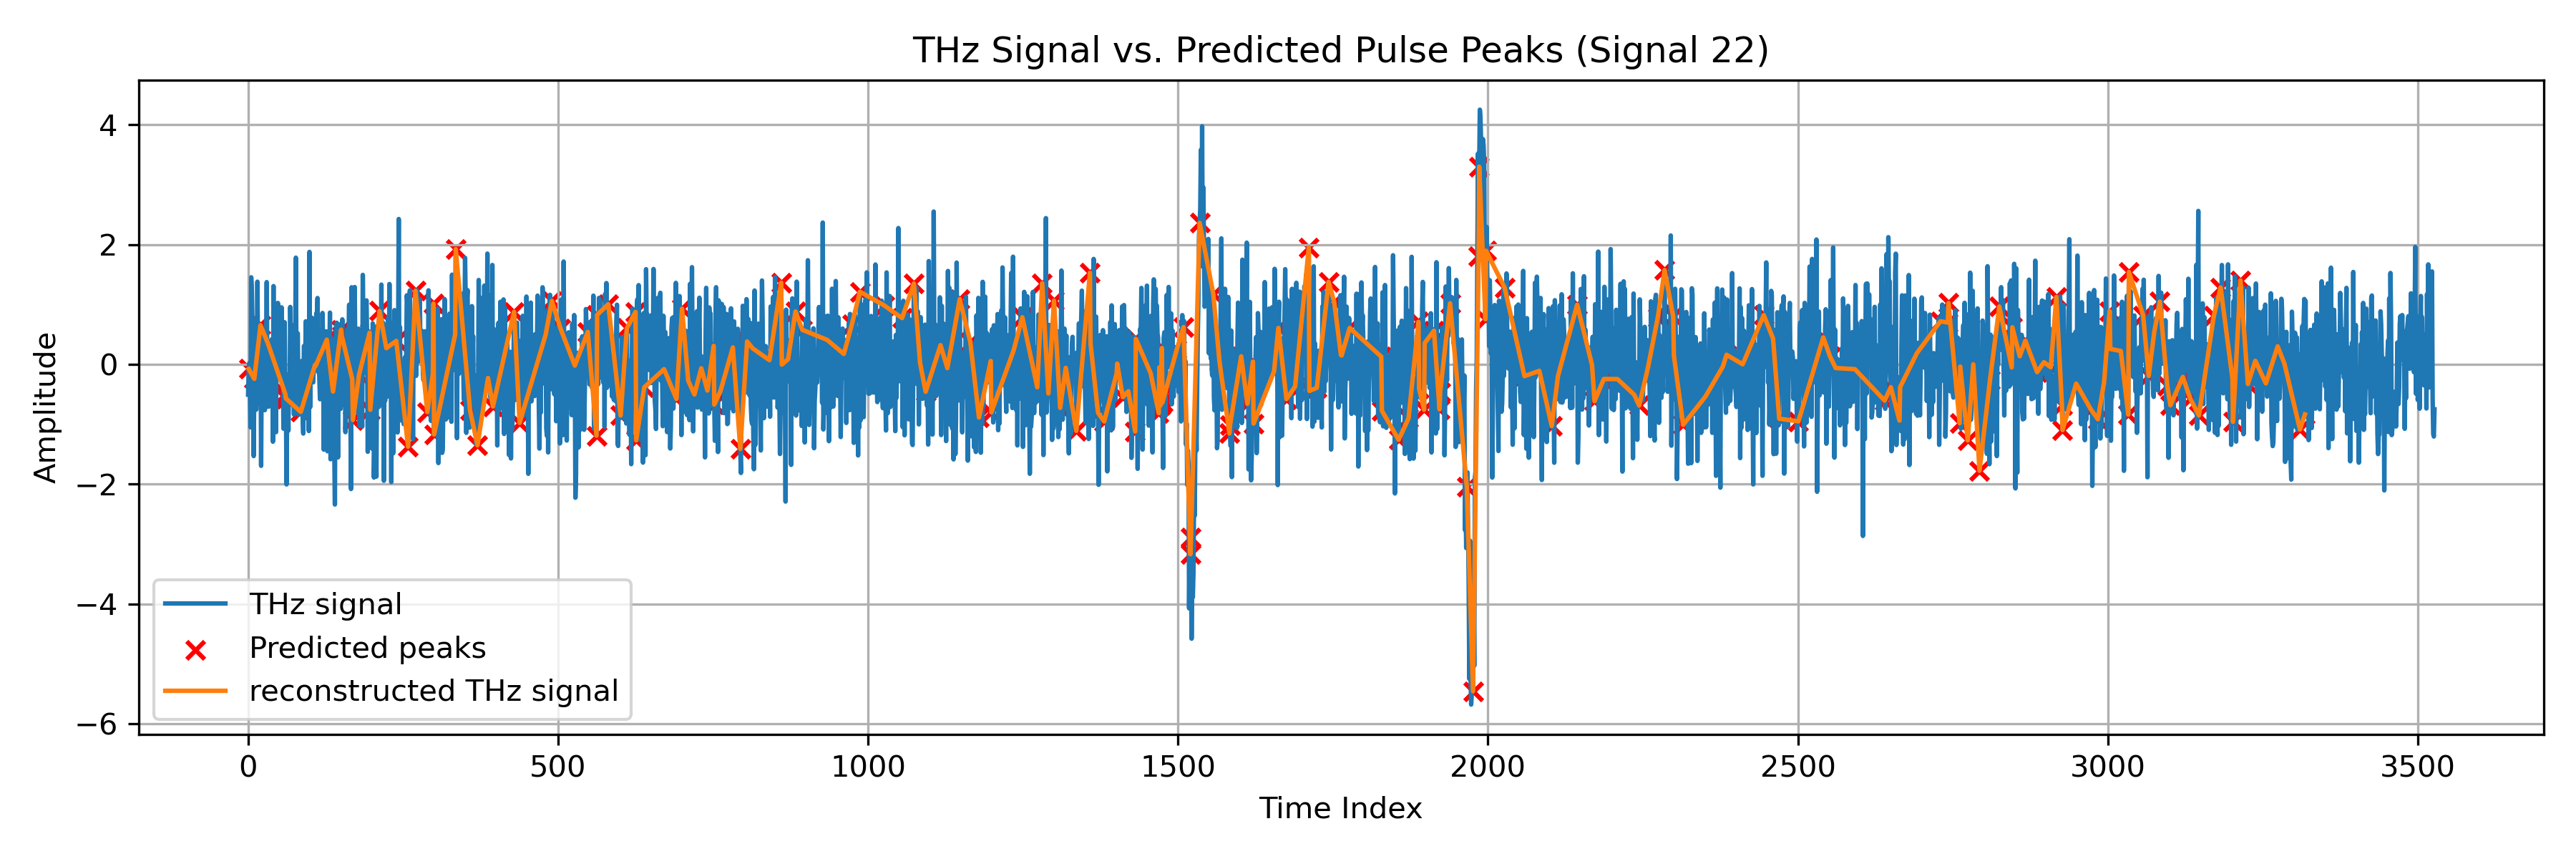 THz Signal vs. Predicted Pulse Peaks (Signal 22)
Amplitude
4
2
0
−2
−4
−6
THz signal
Predicted peaks
reconstructed THz signal
0 500 1000 1500 2000 2500 3000 3500
Time Index